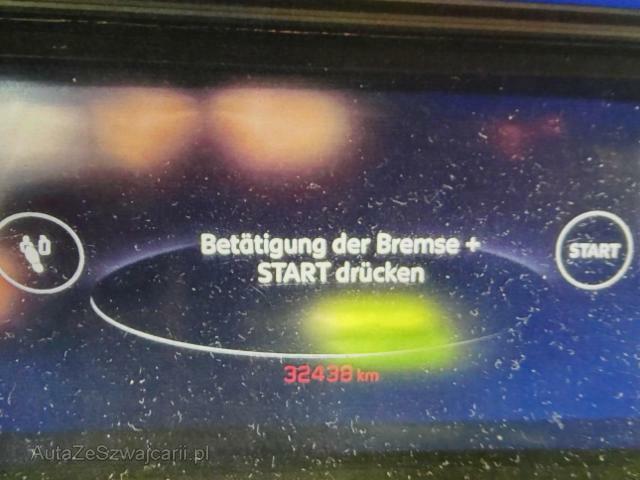 Betätigung der Bremse +
START drücken
START
32438 km
AutaZeSzwajcarii.pl